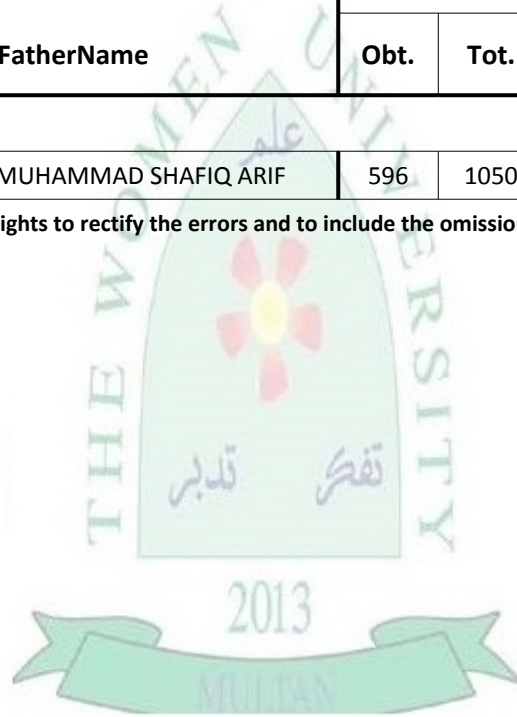 FatherName Obt. Tot.
MUHAMMAD SHAFIQ ARIF 596 1050
ights to rectify the errors and to include the omission
THE WOMEN UNIVERSITY
علم
تدبر تفکر
2013
MULTAN